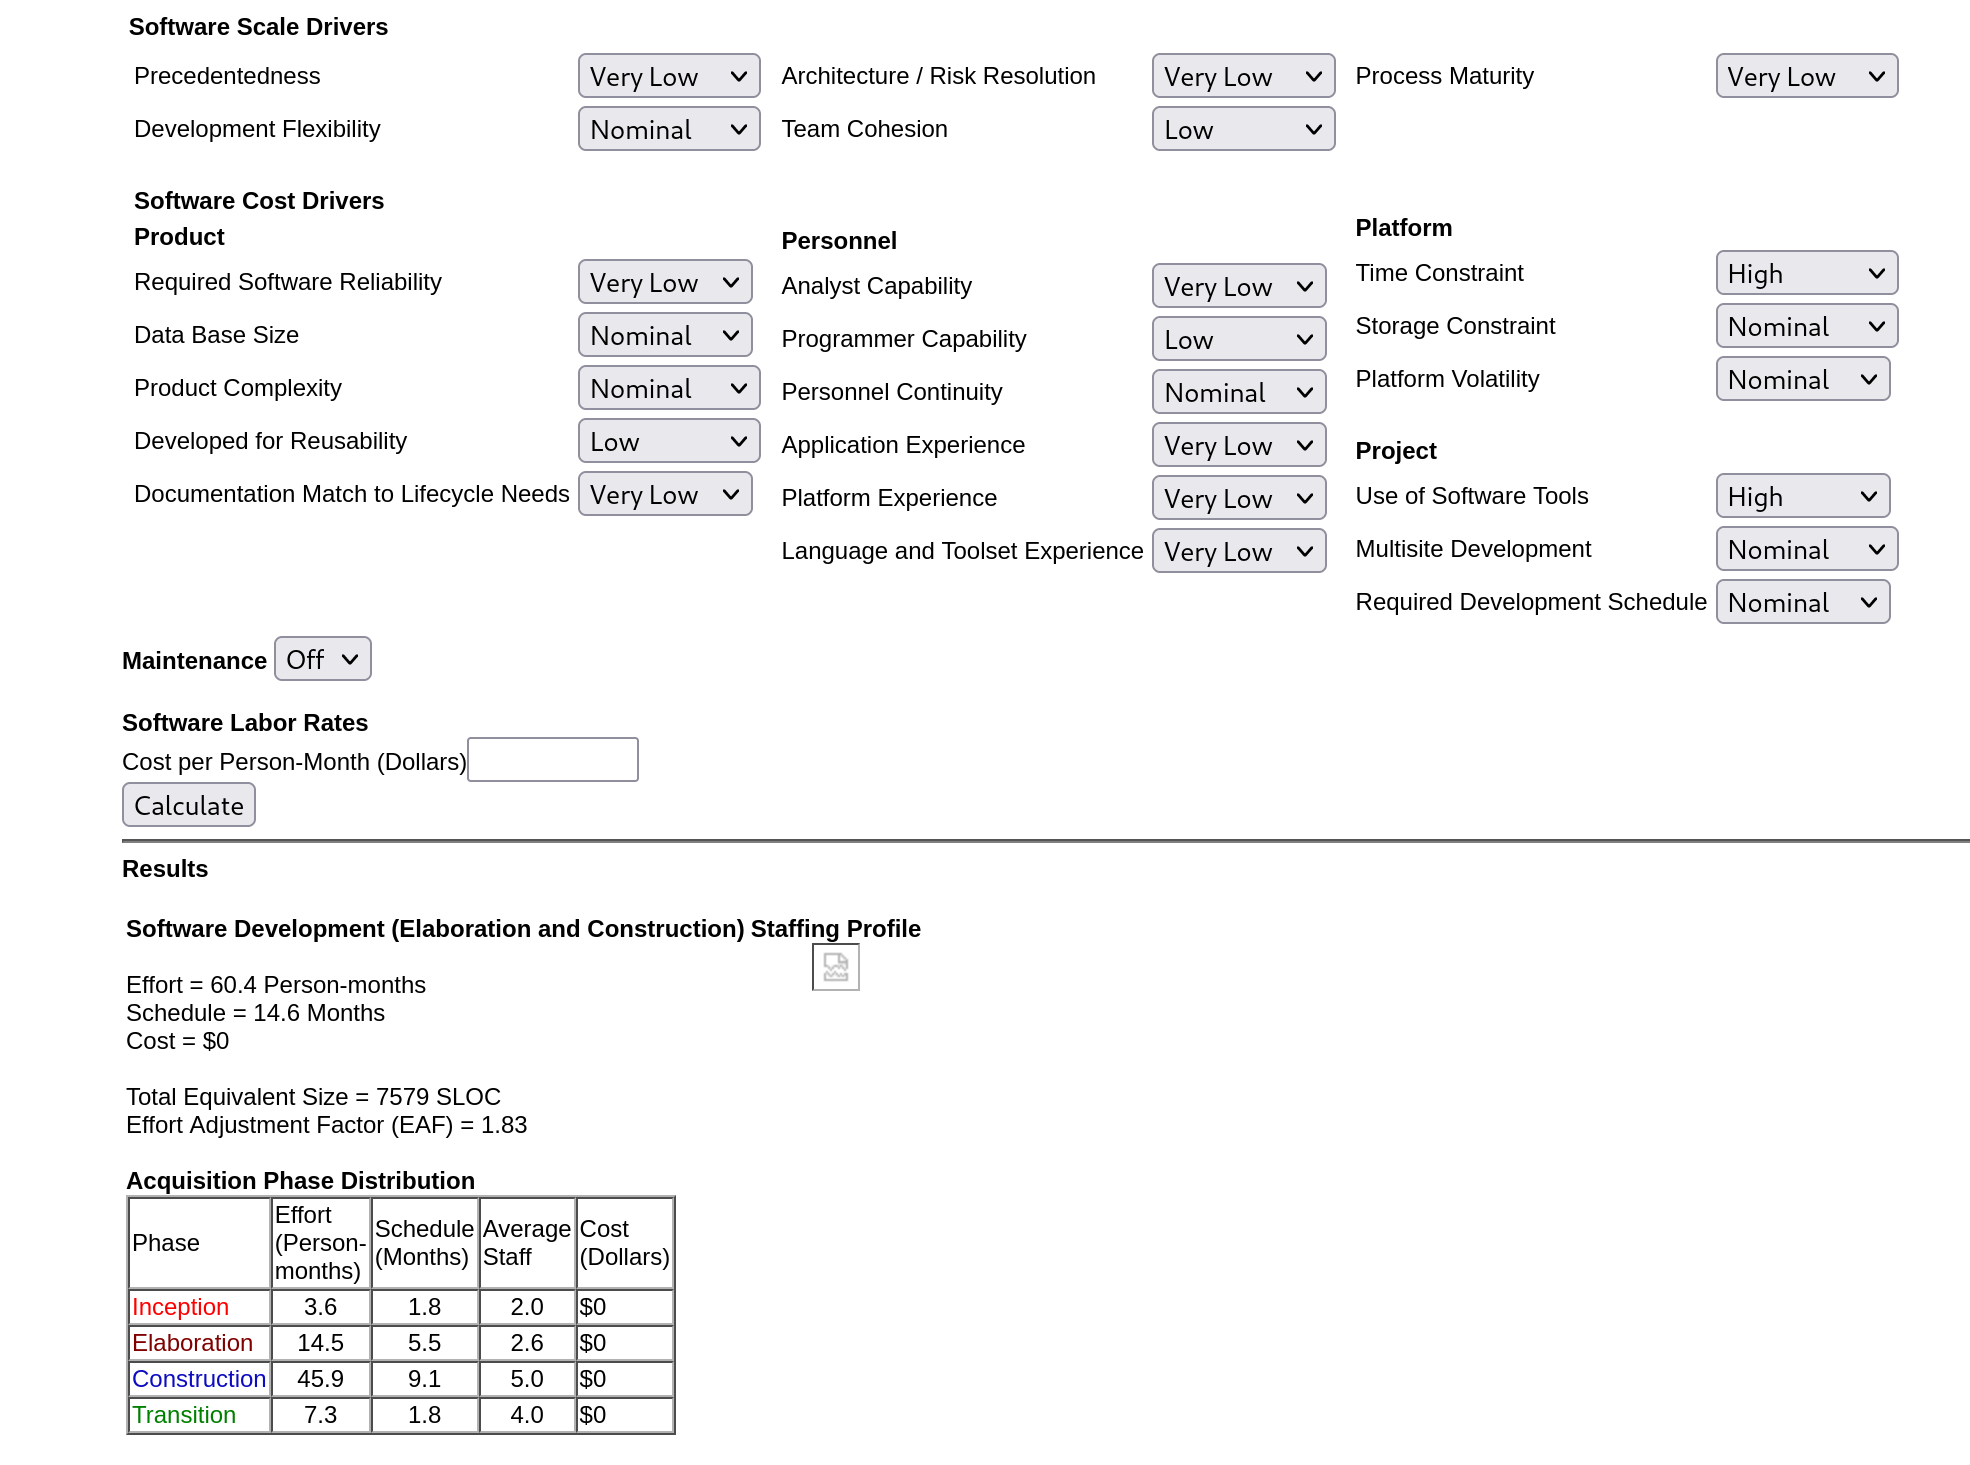 Software Scale Drivers
Precedentedness Very Low Architecture / Risk Resolution Very Low Process Maturity Very Low
Development Flexibility Nominal Team Cohesion Low
Software Cost Drivers
Product
Required Software Reliability Very Low
Data Base Size Nominal
Product Complexity Nominal
Developed for Reusability Low
Documentation Match to Lifecycle Needs Very Low
Personnel
Analyst Capability Very Low
Programmer Capability Low
Personnel Continuity Nominal
Application Experience Very Low
Platform Experience Very Low
Language and Toolset Experience Very Low
Platform
Time Constraint High
Storage Constraint Nominal
Platform Volatility Nominal
Project
Use of Software Tools High
Multisite Development Nominal
Required Development Schedule Nominal
Maintenance Off
Software Labor Rates
Cost per Person-Month (Dollars)
Calculate
Results
Software Development (Elaboration and Construction) Staffing Profile
Effort = 60.4 Person-months
Schedule = 14.6 Months
Cost = $0
Total Equivalent Size = 7579 SLOC
Effort Adjustment Factor (EAF) = 1.83
Acquisition Phase Distribution
Phase Effort (Person-months) Schedule (Months) Average Staff Cost (Dollars)
Inception 3.6 1.8 2.0 $0
Elaboration 14.5 5.5 2.6 $0
Construction 45.9 9.1 5.0 $0
Transition 7.3 1.8 4.0 $0